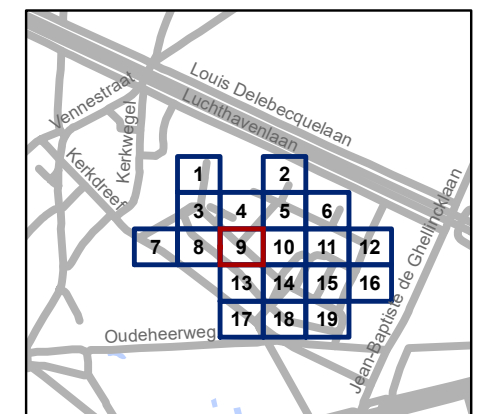 Louis Delebecquelaan
Luchthavenlaan
Vennestraat
Kerkwegel
Kerkdreef
1 2
3 4 5 6
7 8 9 10 11 12
13 14 15 16
17 18 19
Oudeheerweg
Jean-Baptiste de Ghellincklaan